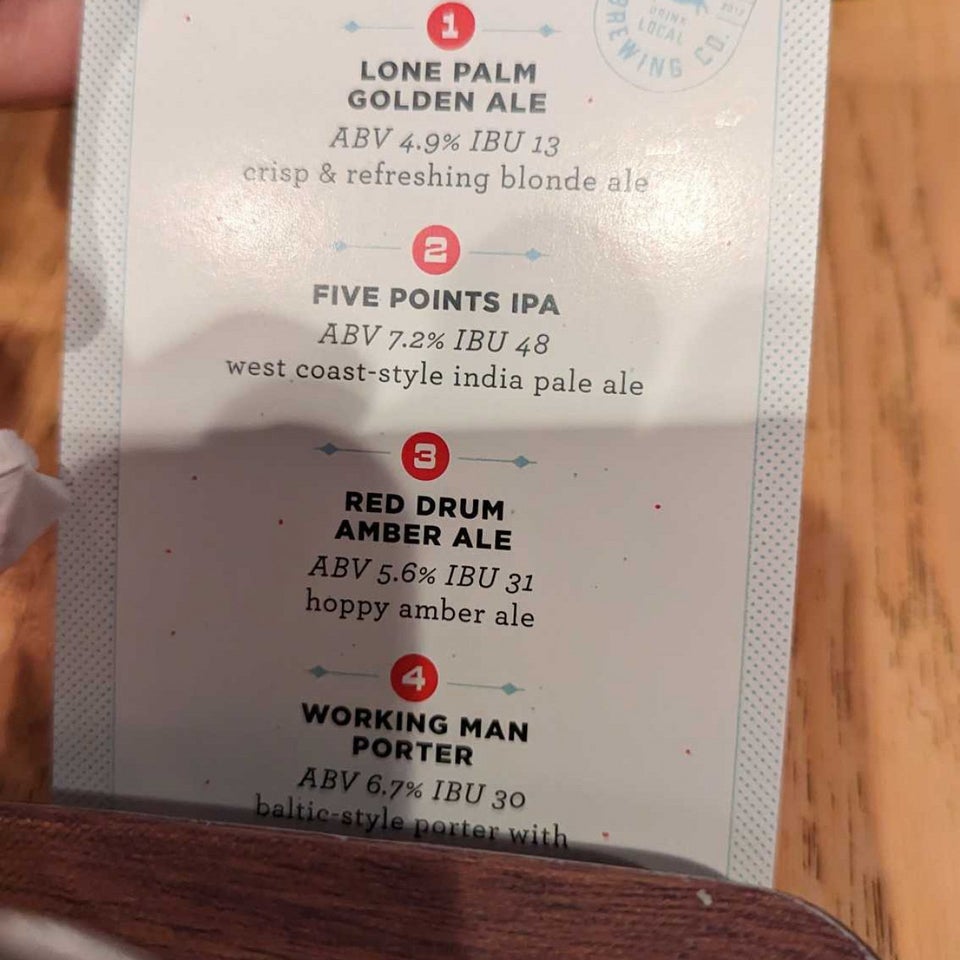 DRINK
LOCAL
2017
BREWING CO.
1
LONE PALM
GOLDEN ALE
ABV 4.9% IBU 13
crisp & refreshing blonde ale
2
FIVE POINTS IPA
ABV 7.2% IBU 48
west coast-style india pale ale
3
RED DRUM
AMBER ALE
ABV 5.6% IBU 31
hoppy amber ale
4
WORKING MAN
PORTER
ABV 6.7% IBU 30
baltic-style porter with